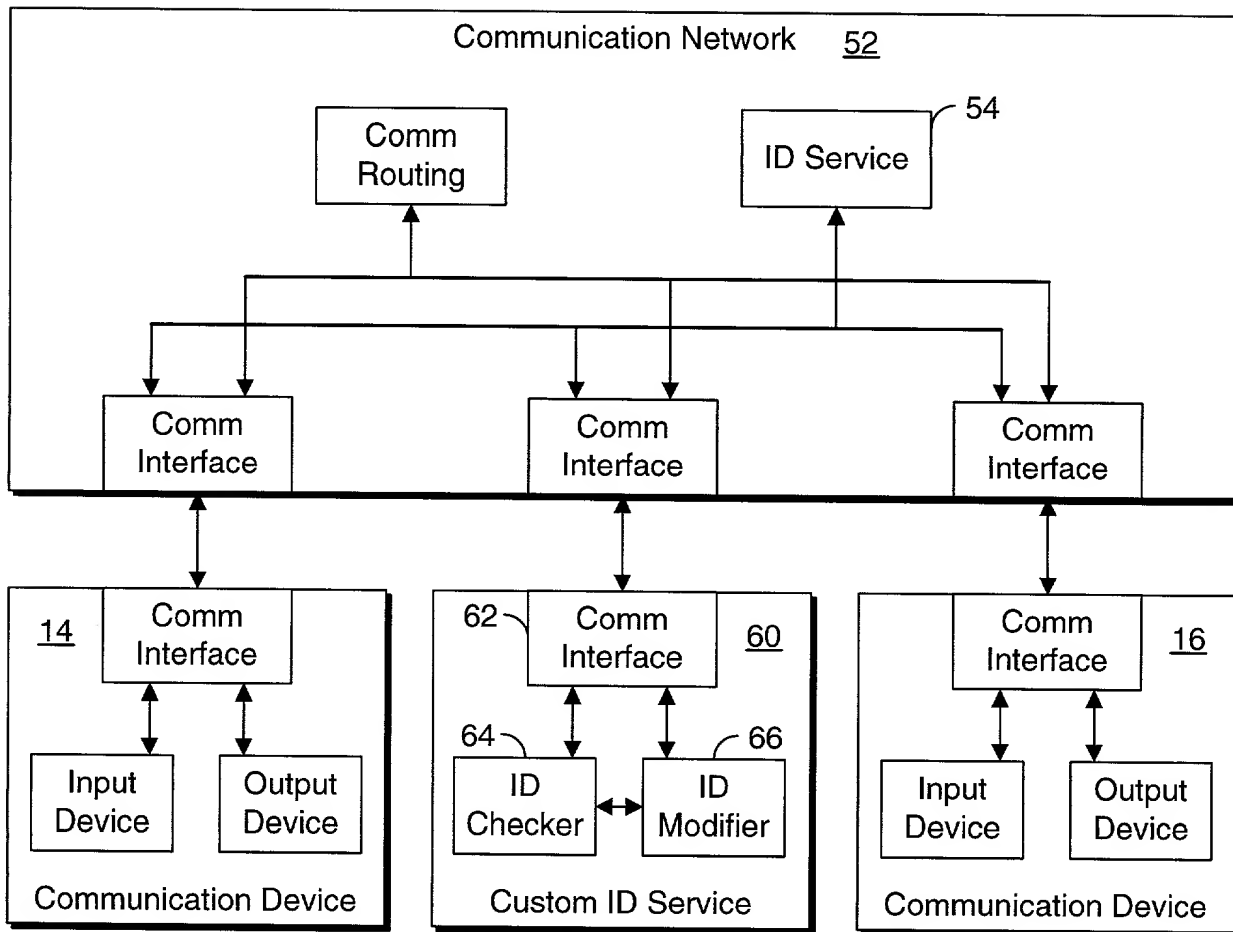 Communication Network 52
Comm
Routing
ID Service
54
Comm
Interface
Comm
Interface
Comm
Interface
14
Comm
Interface
Input
Device
Output
Device
Communication Device
62
Comm
Interface
60
64
ID
Checker
66
ID
Modifier
Custom ID Service
Comm
Interface
16
Input
Device
Output
Device
Communication Device